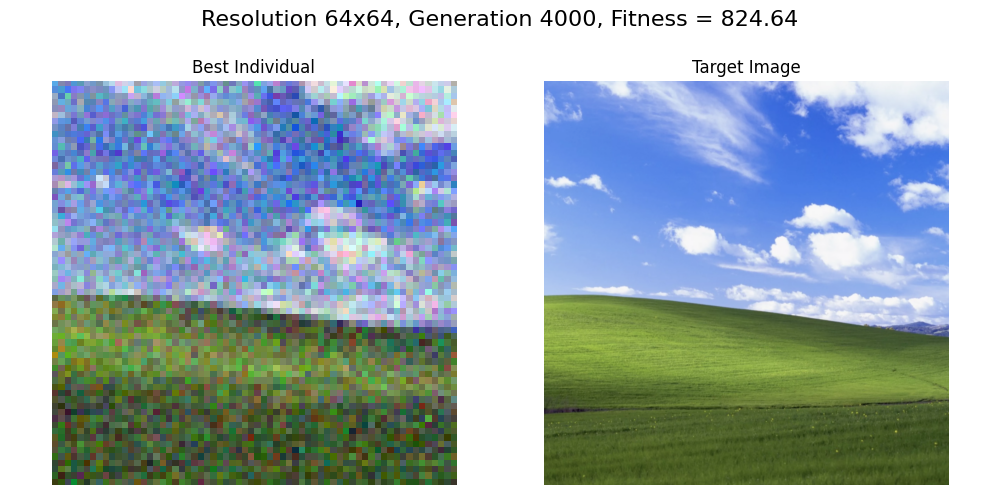 Resolution 64x64, Generation 4000, Fitness = 824.64
Best Individual
Target Image